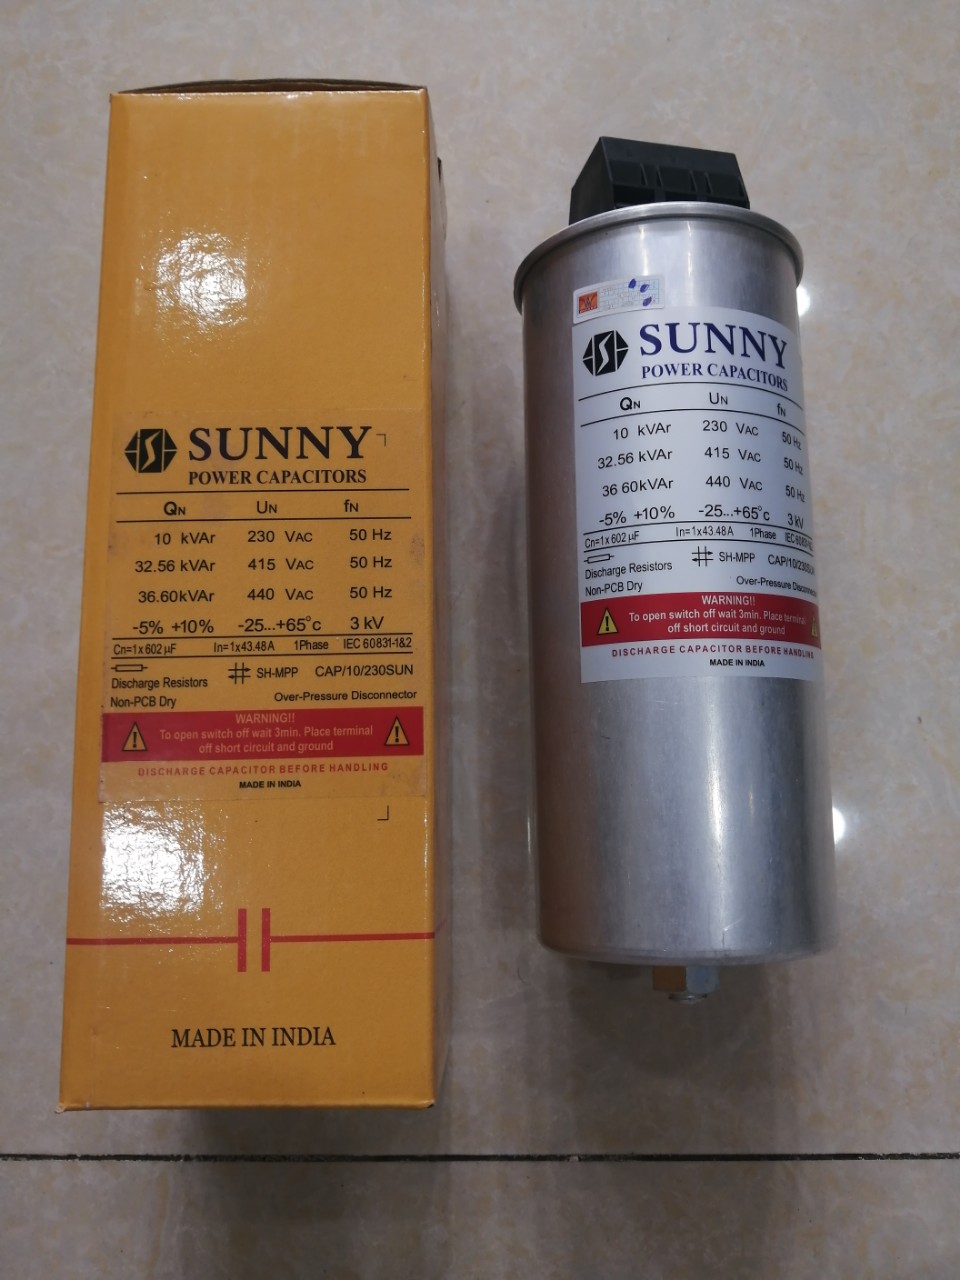 SUNNY
POWER CAPACITORS
QN UN fN
10 kVAr 230 VAC 50 Hz
32.56 kVAr 415 VAC 50 Hz
36.60kVAr 440 VAC 50 Hz
-5% +10% -25...+65°c 3 kV
Cn=1x602 µF In=1x43.48A 1Phase IEC 60831-1&2
Discharge Resistors SH-MPP CAP/10/230SUN
Non-PCB Dry Over-Pressure Disconnector
WARNING!!
To open switch off wait 3min. Place terminal
off short circuit and ground
DISCHARGE CAPACITOR BEFORE HANDLING
MADE IN INDIA
MADE IN INDIA
SUNNY
POWER CAPACITORS
QN UN fN
10 kVAr 230 VAC 50 Hz
32.56 kVAr 415 VAC 50 Hz
36 60kVAr 440 VAC 50 Hz
-5% +10% -25...+65°c 3 kV
Cn=1x602 µF In=1x43.48A 1Phase IEC
Discharge Resistors SH-MPP CAP/10/230SUN
Non-PCB Dry Over-Pressure
WARNING!!
To open switch off wait 3min. Place terminal
off short circuit and ground
DISCHARGE CAPACITOR BEFORE HANDLING
MADE IN INDIA